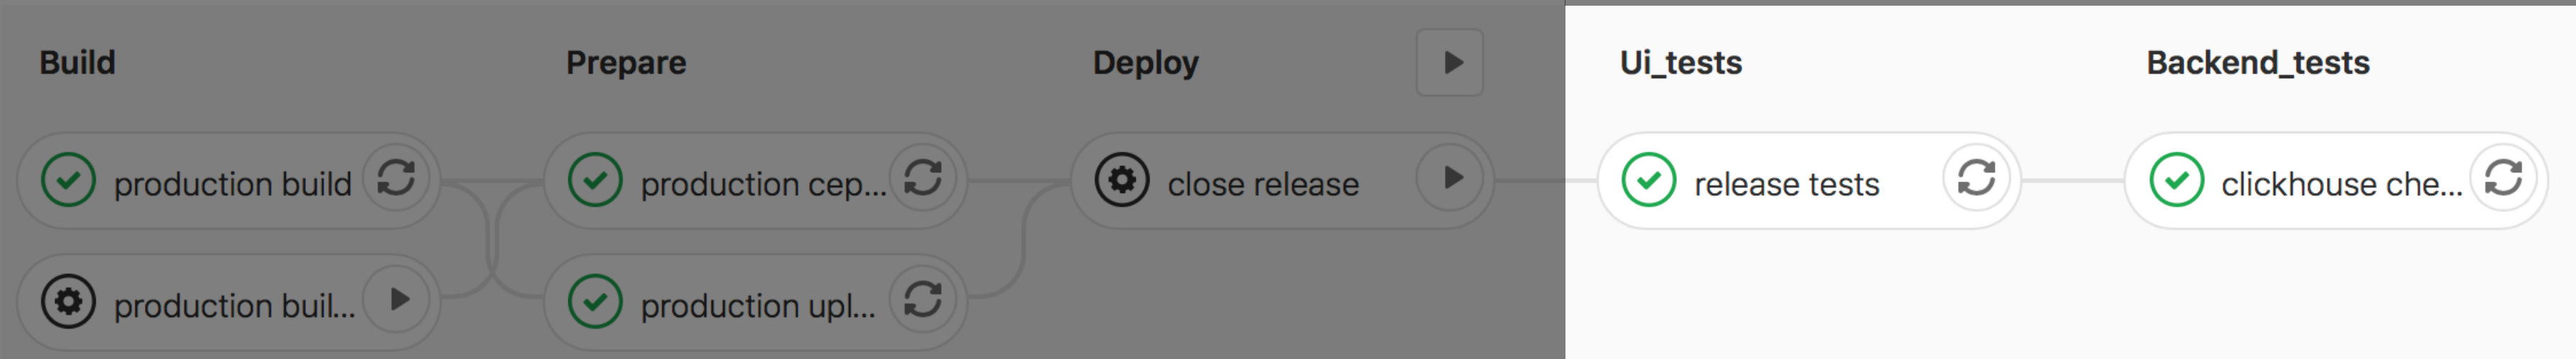 Build
Prepare
Deploy
Ui_tests
Backend_tests
production build
production cep...
close release
release tests
clickhouse che...
production buil...
production upl...